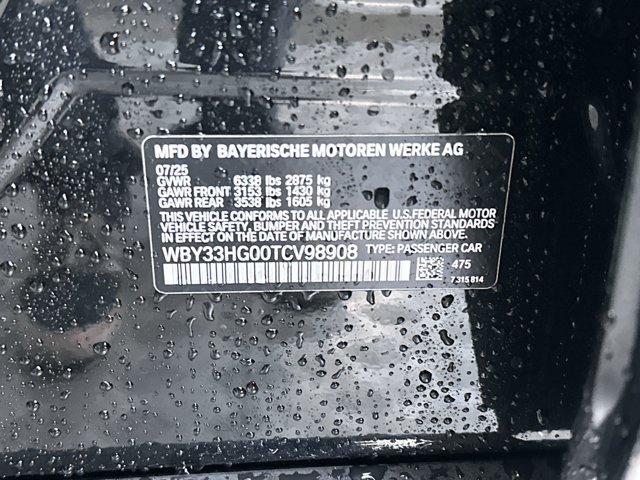 MFD BY BAYERISCHE MOTOREN WERKE AG
07/25
GVWR 6338 lbs 2875 kg
GAWR FRONT 3153 lbs 1430 kg
GAWR REAR 3538 lbs 1605 kg
THIS VEHICLE CONFORMS TO ALL APPLICABLE U.S.FEDERAL MOTOR
VEHICLE SAFETY, BUMPER AND THEFT PREVENTION STANDARDS
IN EFFECT ON THE DATE OF MANUFACTURE SHOWN ABOVE.
WBY33HG00TCV98908 TYPE: PASSENGER CAR
475
7 315 814